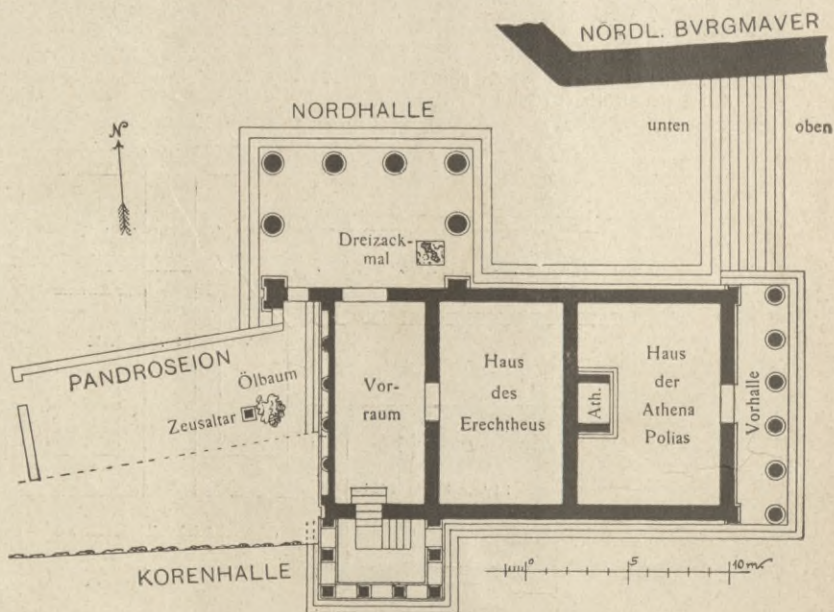 NÖRDL. BVRGMAVER
NORDHALLE
unten
oben
N
Dreizack-
mal
PANDROSEION
Ölbaum
Zeusaltar
Vor-
raum
Haus
des
Erechtheus
Ath.
Haus
der
Athena
Polias
Vorhalle
KORENHALLE
0
5
10 m.